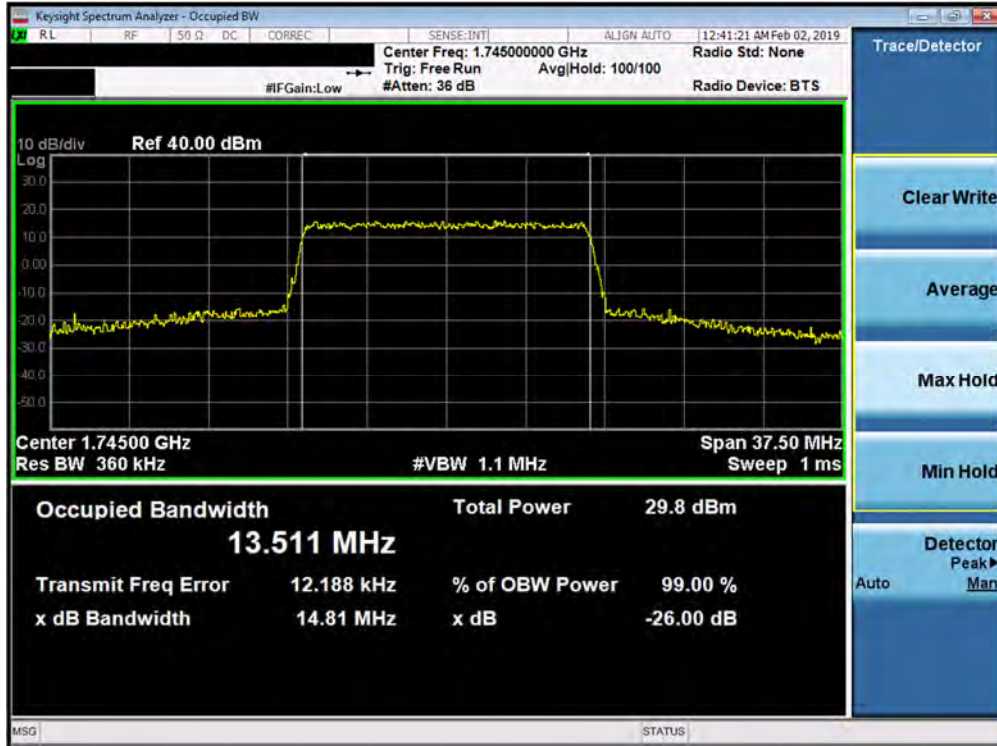 Keysight Spectrum Analyzer - Occupied BW
LXI RL RF 50 Ω DC CORREC SENSE:INT ALIGN AUTO 12:41:21 AM Feb 02, 2019
Center Freq: 1.745000000 GHz Radio Std: None
Trig: Free Run Avg|Hold: 100/100
#IFGain:Low #Atten: 36 dB Radio Device: BTS
10 dB/div Ref 40.00 dBm
Log
30.0
20.0
10.0
0.00
-10.0
-20.0
-30.0
-40.0
-50.0
Center 1.74500 GHz Span 37.50 MHz
Res BW 360 kHz #VBW 1.1 MHz Sweep 1 ms
Occupied Bandwidth Total Power 29.8 dBm
13.511 MHz
Transmit Freq Error 12.188 kHz % of OBW Power 99.00 %
x dB Bandwidth 14.81 MHz x dB -26.00 dB
MSG STATUS
Trace/Detector
Clear Write
Average
Max Hold
Min Hold
Detector
Peak▶
Auto Man